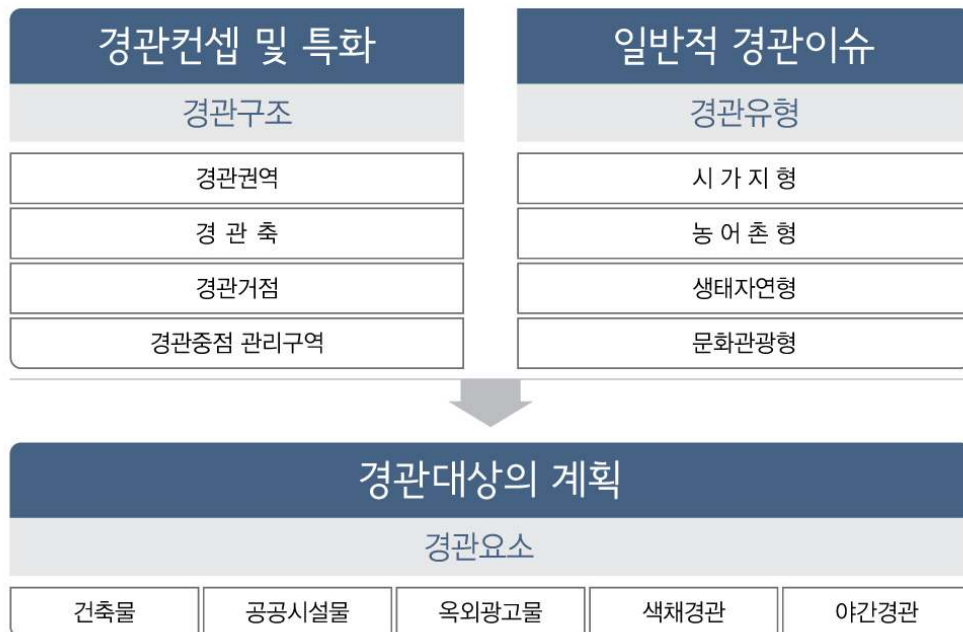 경관컨셉 및 특화
경관구조
경관권역
경 관 축
경관거점
경관중점 관리구역
일반적 경관이슈
경관유형
시 가 지 형
농 어 촌 형
생태자연형
문화관광형
경관대상의 계획
경관요소
건축물
공공시설물
옥외광고물
색채경관
야간경관